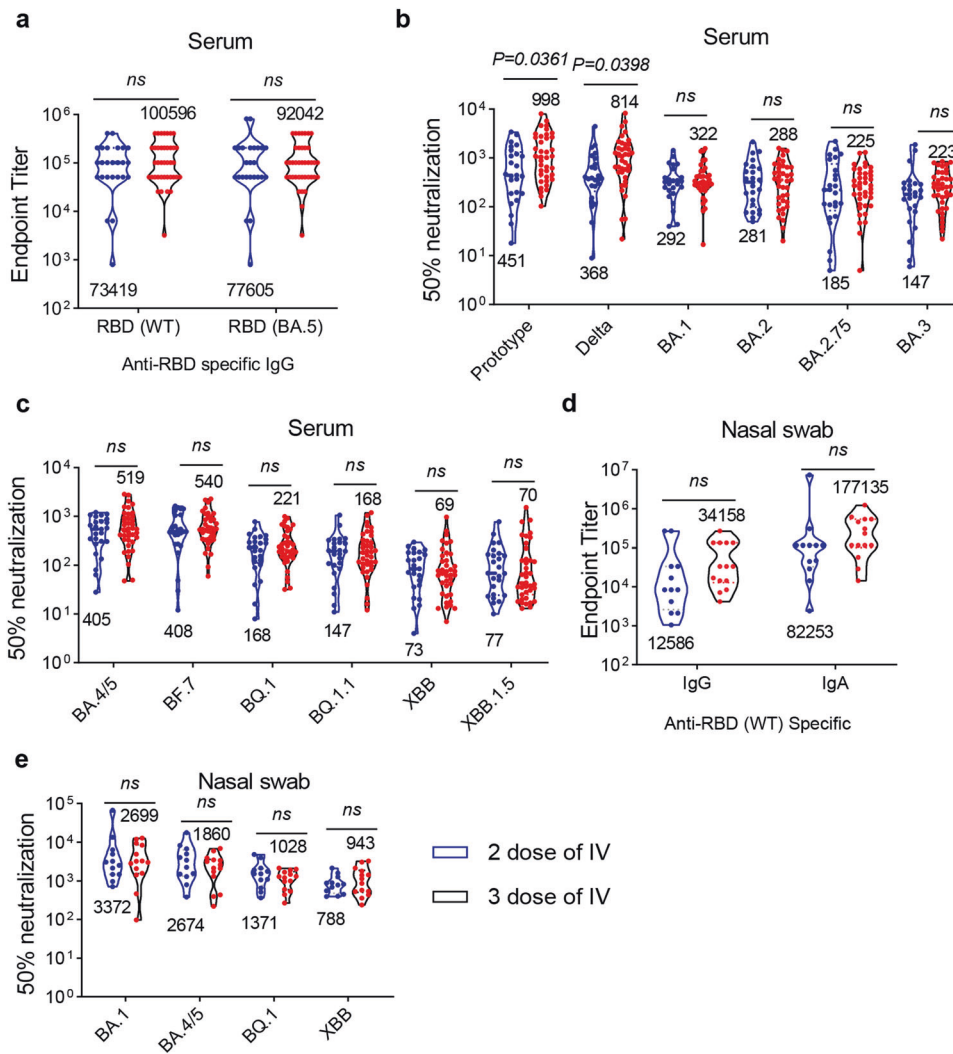 a
Serum
ns
ns
100596
92042
10^6
10^5
10^4
10^3
10^2
Endpoint Titer
73419
77605
RBD (WT)
RBD (BA.5)
Anti-RBD specific IgG
b
Serum
P=0.0361
P=0.0398
ns
ns
ns
ns
998
814
322
288
225
223
10^4
10^3
10^2
10^1
10^0
50% neutralization
451
368
292
281
185
147
Prototype
Delta
BA.1
BA.2
BA.2.75
BA.3
c
Serum
ns
ns
ns
ns
ns
ns
519
540
221
168
69
70
10^4
10^3
10^2
10^1
10^0
50% neutralization
405
408
168
147
73
77
BA.4/5
BF.7
BQ.1
BQ.1.1
XBB
XBB.1.5
d
Nasal swab
ns
ns
34158
177135
10^7
10^6
10^5
10^4
10^3
10^2
Endpoint Titer
12586
82253
IgG
IgA
Anti-RBD (WT) Specific
e
Nasal swab
ns
ns
ns
ns
2699
1860
1028
943
10^5
10^4
10^3
10^2
10^1
10^0
50% neutralization
3372
2674
1371
788
BA.1
BA.4/5
BQ.1
XBB
2 dose of IV
3 dose of IV